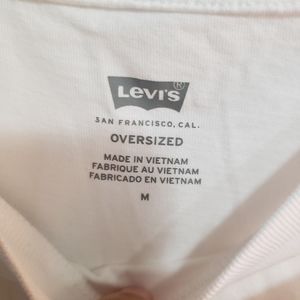 LEVI'S®
SAN FRANCISCO, CAL.
OVERSIZED
MADE IN VIETNAM
FABRIQUE AU VIETNAM
FABRICADO EN VIETNAM
M